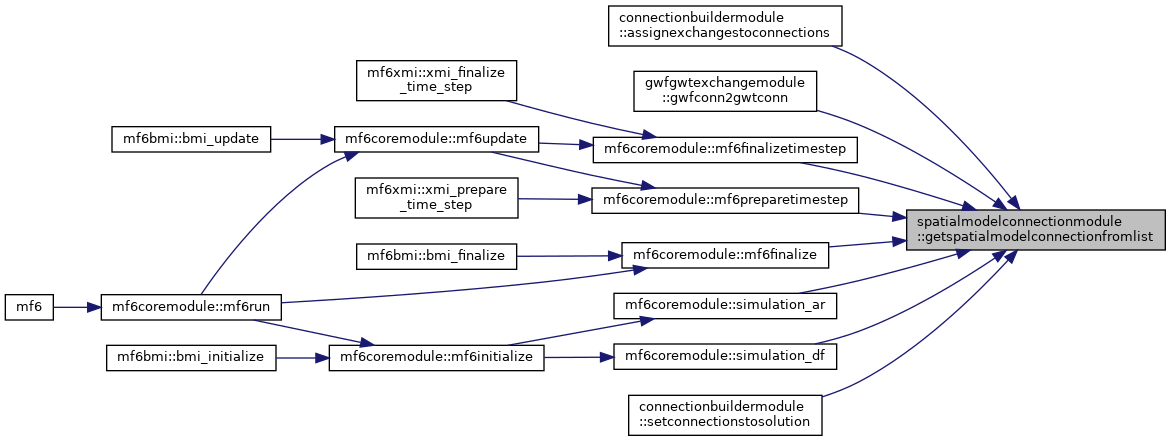 connectionbuildermodule
::assignexchangestoconnections
mf6xmi::xmi_finalize
_time_step
gwfgwtexchangemodule
::gwfconn2gwtconn
mf6bmi::bmi_update
mf6coremodule::mf6update
mf6coremodule::mf6finalizetimestep
mf6xmi::xmi_prepare
_time_step
mf6coremodule::mf6preparetimestep
spatialmodelconnectionmodule
::getspatialmodelconnectionfromlist
mf6bmi::bmi_finalize
mf6coremodule::mf6finalize
mf6
mf6coremodule::mf6run
mf6coremodule::simulation_ar
mf6bmi::bmi_initialize
mf6coremodule::mf6initialize
mf6coremodule::simulation_df
connectionbuildermodule
::setconnectionstosolution